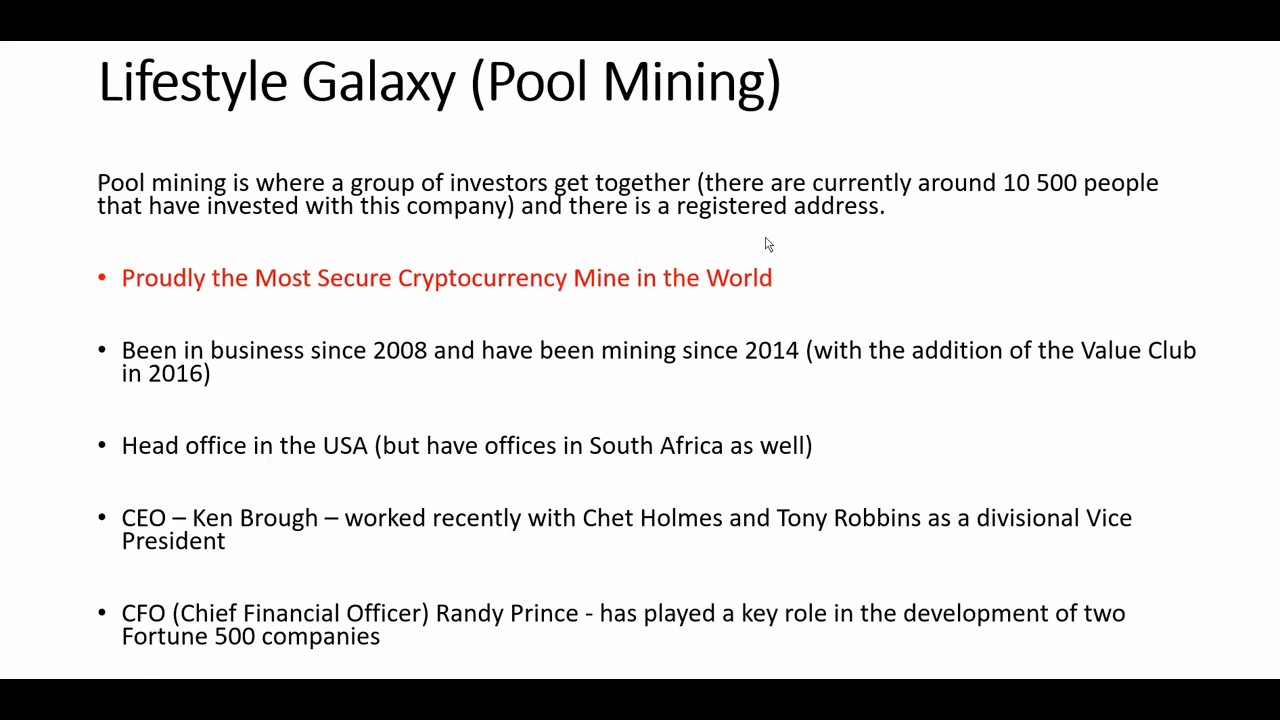 Lifestyle Galaxy (Pool Mining)
Pool mining is where a group of investors get together (there are currently around 10 500 people
that have invested with this company) and there is a registered address.
• Proudly the Most Secure Cryptocurrency Mine in the World
• Been in business since 2008 and have been mining since 2014 (with the addition of the Value Club
in 2016)
• Head office in the USA (but have offices in South Africa as well)
• CEO – Ken Brough – worked recently with Chet Holmes and Tony Robbins as a divisional Vice
President
• CFO (Chief Financial Officer) Randy Prince - has played a key role in the development of two
Fortune 500 companies